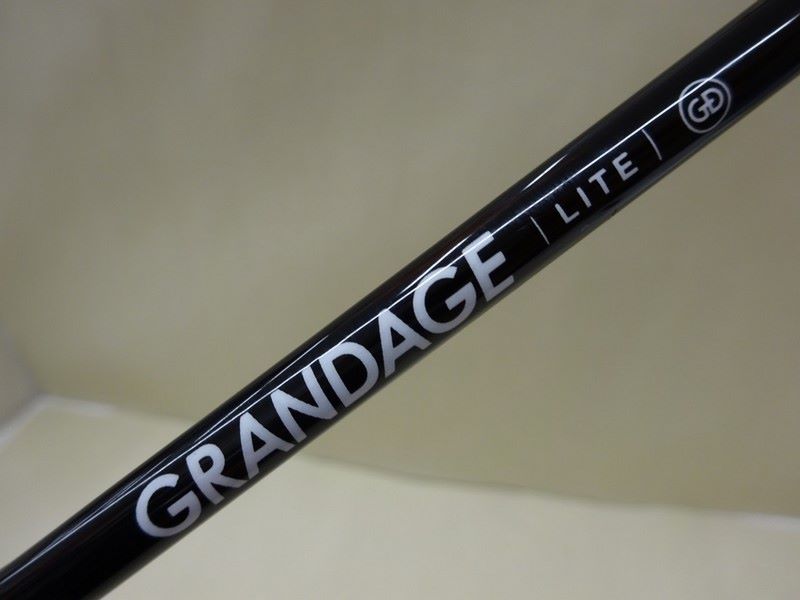 GRANDAGE | LITE | GD